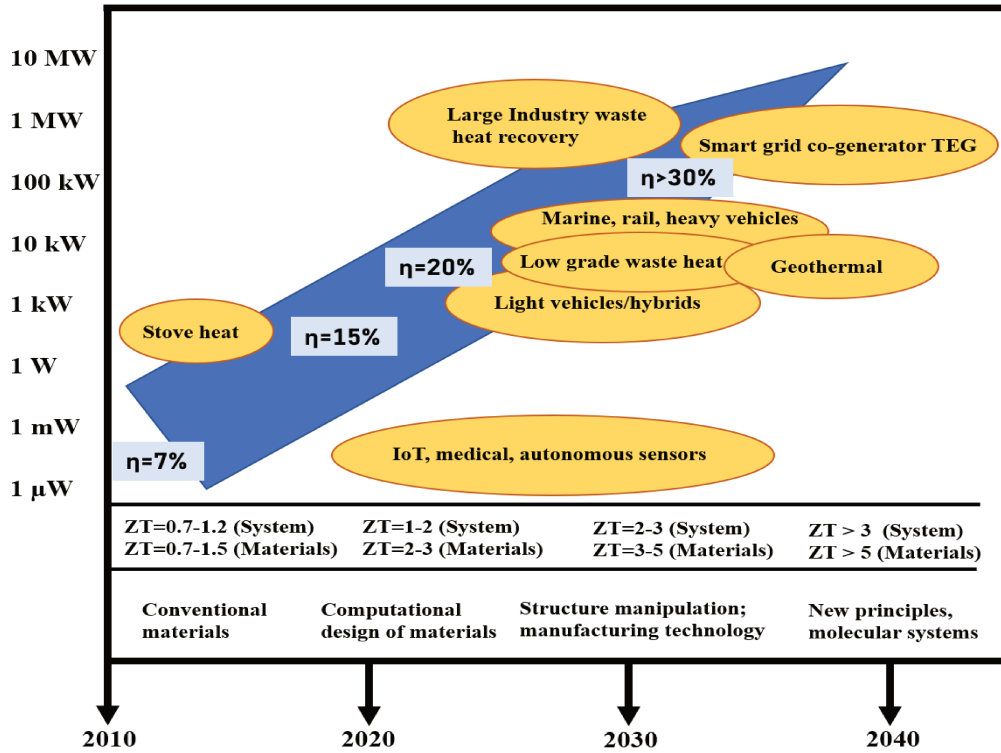 10 MW
1 MW
100 kW
10 kW
1 kW
1 W
1 mW
1 μW
Large Industry waste
heat recovery
Smart grid co-generator TEG
η>30%
Marine, rail, heavy vehicles
η=20%
Low grade waste heat
Geothermal
Light vehicles/hybrids
Stove heat
η=15%
IoT, medical, autonomous sensors
η=7%
ZT=0.7-1.2 (System)
ZT=0.7-1.5 (Materials)
ZT=1-2 (System)
ZT=2-3 (Materials)
ZT=2-3 (System)
ZT=3-5 (Materials)
ZT > 3 (System)
ZT > 5 (Materials)
Conventional
materials
Computational
design of materials
Structure manipulation;
manufacturing technology
New principles,
molecular systems
2010
2020
2030
2040